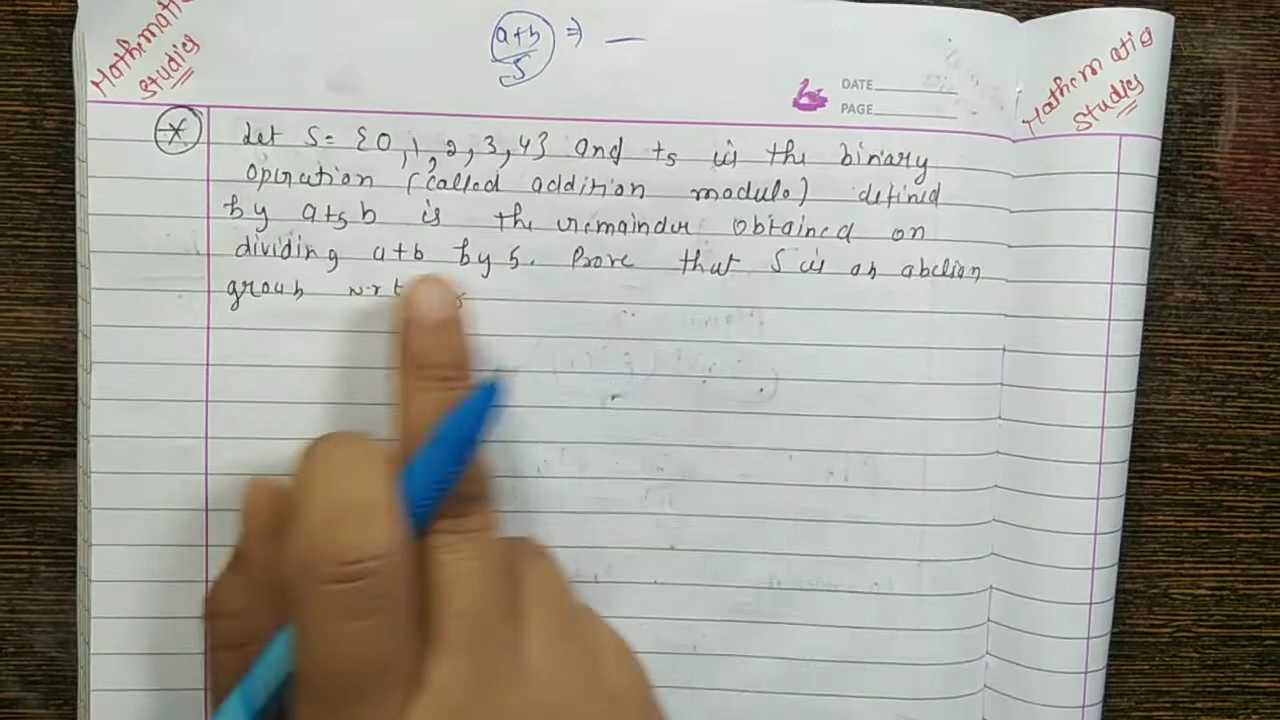 Mathematic
Studies
a+b ⇒ —
5
DATE
PAGE
Mathematics
Studies
* Let S = {0,1,2,3,4} and +5 is the binary
operation (called addition modulo) defined
by a+5 b is the remainder obtained on
dividing a+b by 5. Prove that S is an abelian
group w.r.t